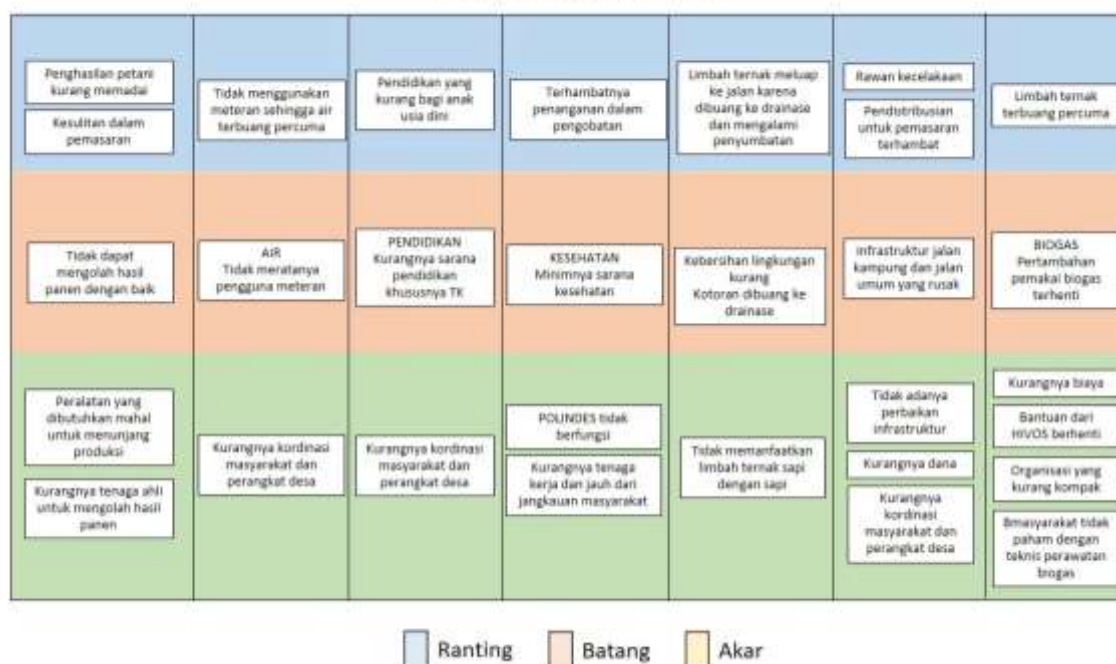 Penghasilan petani
kurang memadai
Kesulitan dalam
pemasaran
Tidak menggunakan
meteran sehingga air
terbuang percuma
Pendidikan yang
kurang bagi anak
usia dini
Terhambatnya
penanganan dalam
pengobatan
Limbah ternak meluap
ke jalan karena
dibuang ke drainase
dan mengalami
penyumbatan
Rawan kecelakaan
Pendistribusian
untuk pemasaran
terhambat
Limbah ternak
terbuang percuma
Tidak dapat
mengolah hasil
panen dengan baik
AIR
Tidak meratanya
pengguna meteran
PENDIDIKAN
Kurangnya sarana
pendidikan
khususnya TK
KESEHATAN
Minimnya sarana
kesehatan
Kebersihan lingkungan
kurang
Kotoran dibuang ke
drainase
Infrastruktur jalan
kampung dan jalan
umum yang rusak
BIOGAS
Pertambahan
pemakai biogas
terhenti
Peralatan yang
dibutuhkan mahal
untuk menunjang
produksi
Kurangnya tenaga ahli
untuk mengolah hasil
panen
Kurangnya kordinasi
masyarakat dan
perangkat desa
Kurangnya kordinasi
masyarakat dan
perangkat desa
POLINDES tidak
berfungsi
Kurangnya tenaga
kerja dan jauh dari
jangkauan masyarakat
Tidak memanfaatkan
limbah ternak sapi
dengan sapi
Tidak adanya
perbaikan
infrastruktur
Kurangnya dana
Kurangnya
kordinasi
masyarakat dan
perangkat desa
Kurangnya biaya
Bantuan dari
HIVOS berhenti
Organisasi yang
kurang kompak
Bmasyarakat tidak
paham dengan
teknis perawatan
biogas
Ranting
Batang
Akar